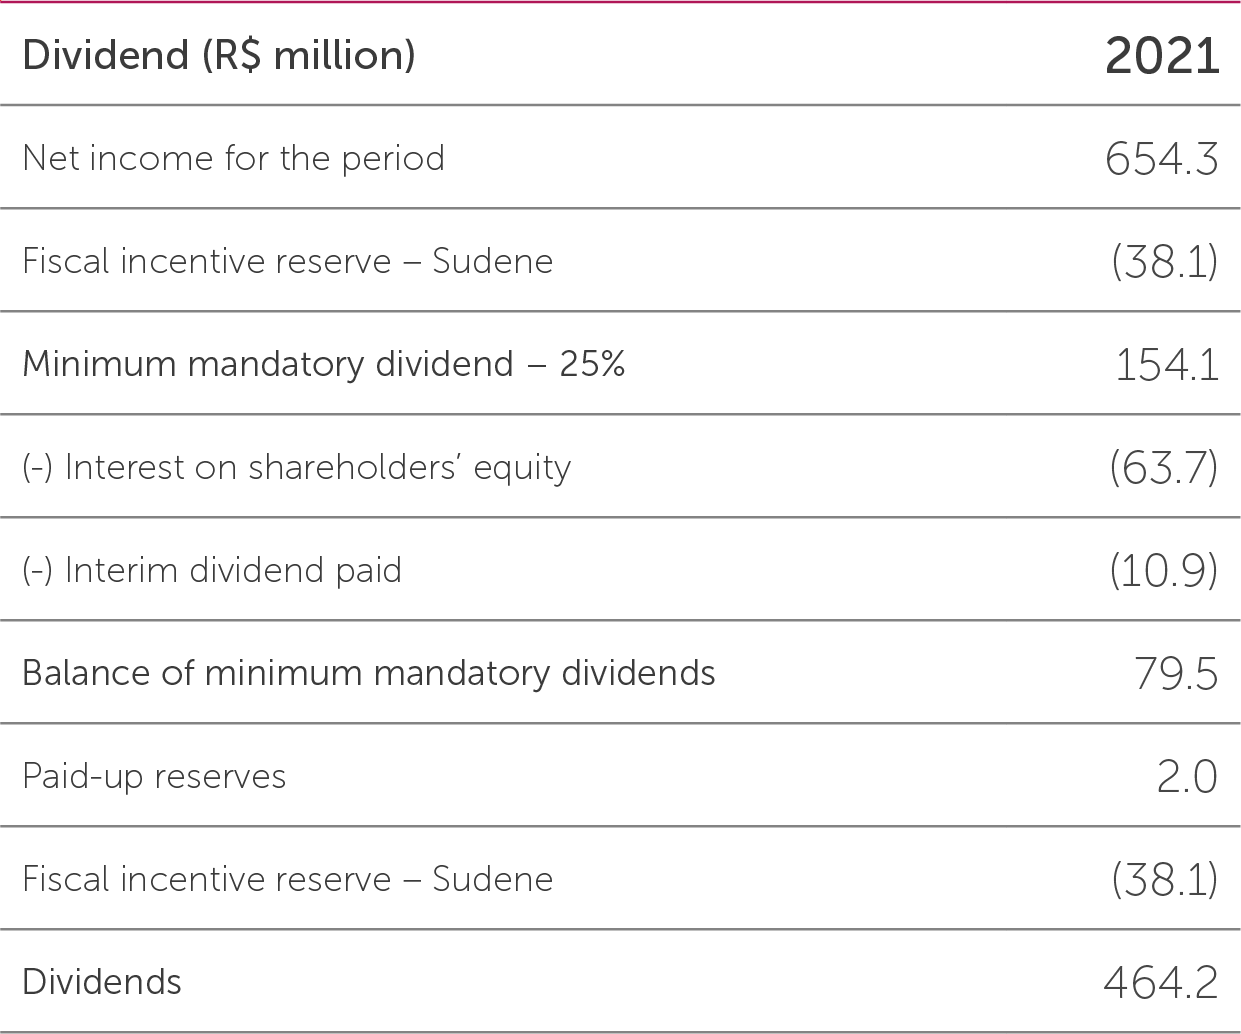 Dividend (R$ million) 2021
Net income for the period 654.3
Fiscal incentive reserve – Sudene (38.1)
Minimum mandatory dividend – 25% 154.1
(-) Interest on shareholders’ equity (63.7)
(-) Interim dividend paid (10.9)
Balance of minimum mandatory dividends 79.5
Paid-up reserves 2.0
Fiscal incentive reserve – Sudene (38.1)
Dividends 464.2